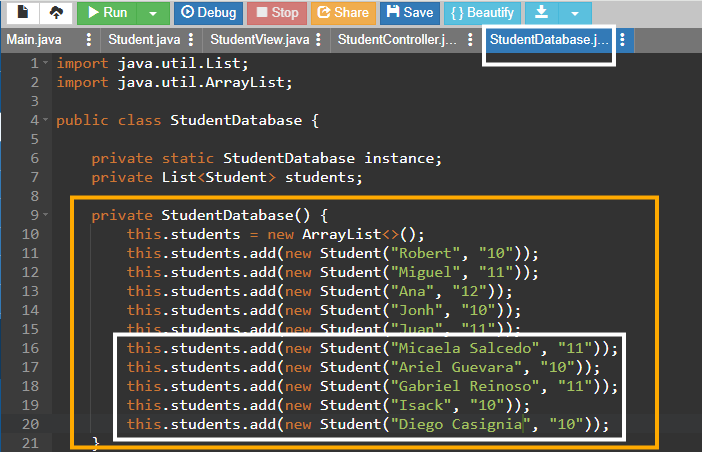 Run Debug Stop Share Save { } Beautify
Main.java Student.java StudentView.java StudentController.j... StudentDatabase.j...
1 import java.util.List;
2 import java.util.ArrayList;
3
4 public class StudentDatabase {
5
6 private static StudentDatabase instance;
7 private List<Student> students;
8
9 private StudentDatabase() {
10 this.students = new ArrayList<>();
11 this.students.add(new Student("Robert", "10"));
12 this.students.add(new Student("Miguel", "11"));
13 this.students.add(new Student("Ana", "12"));
14 this.students.add(new Student("Jonh", "10"));
15 this.students.add(new Student("Juan", "11"));
16 this.students.add(new Student("Micaela Salcedo", "11"));
17 this.students.add(new Student("Ariel Guevara", "10"));
18 this.students.add(new Student("Gabriel Reinoso", "11"));
19 this.students.add(new Student("Isack", "10"));
20 this.students.add(new Student("Diego Casignia", "10"));
21 }